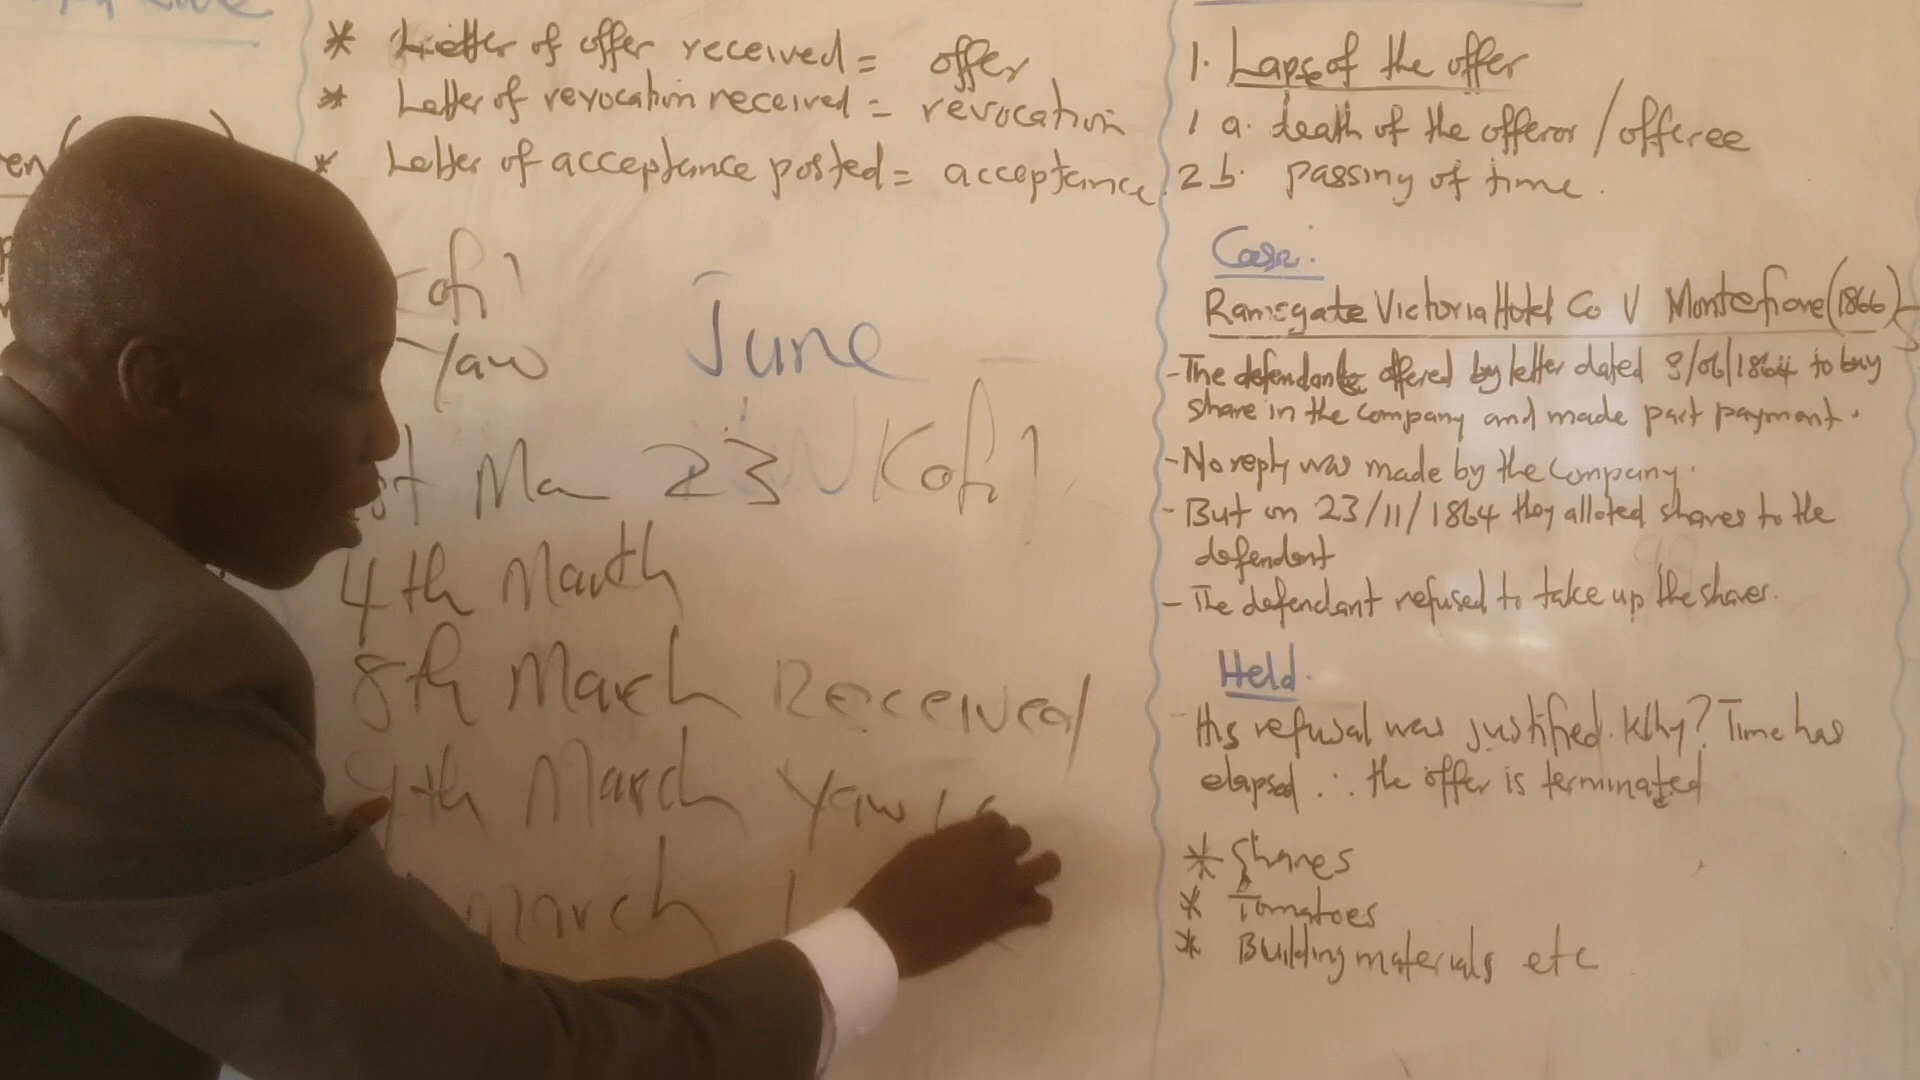 * Letter of offer received = offer
* Letter of revocation received = revocation
* Letter of acceptance posted = acceptance
Kofi
Yaw June
Ma 23 Kofi
4th March
8th March Received
9th March Yaw
march
1. Lapse of the offer
1 a. death of the offeror / offeree
2 b. passing of time.
Case:
Ramsgate Victoria Hotel Co V Montefiore (1866)
- The defendant offered by letter dated 8/06/1864 to buy
share in the company and made part payment.
- No reply was made by the company.
- But on 23/11/1864 they alloted shares to the
defendent
- The defendant refused to take up the shares.
Held.
- His refusal was justified. Why? Time has
elapsed ∴ the offer is terminated
* Shares
* Tomatoes
* Building materials etc